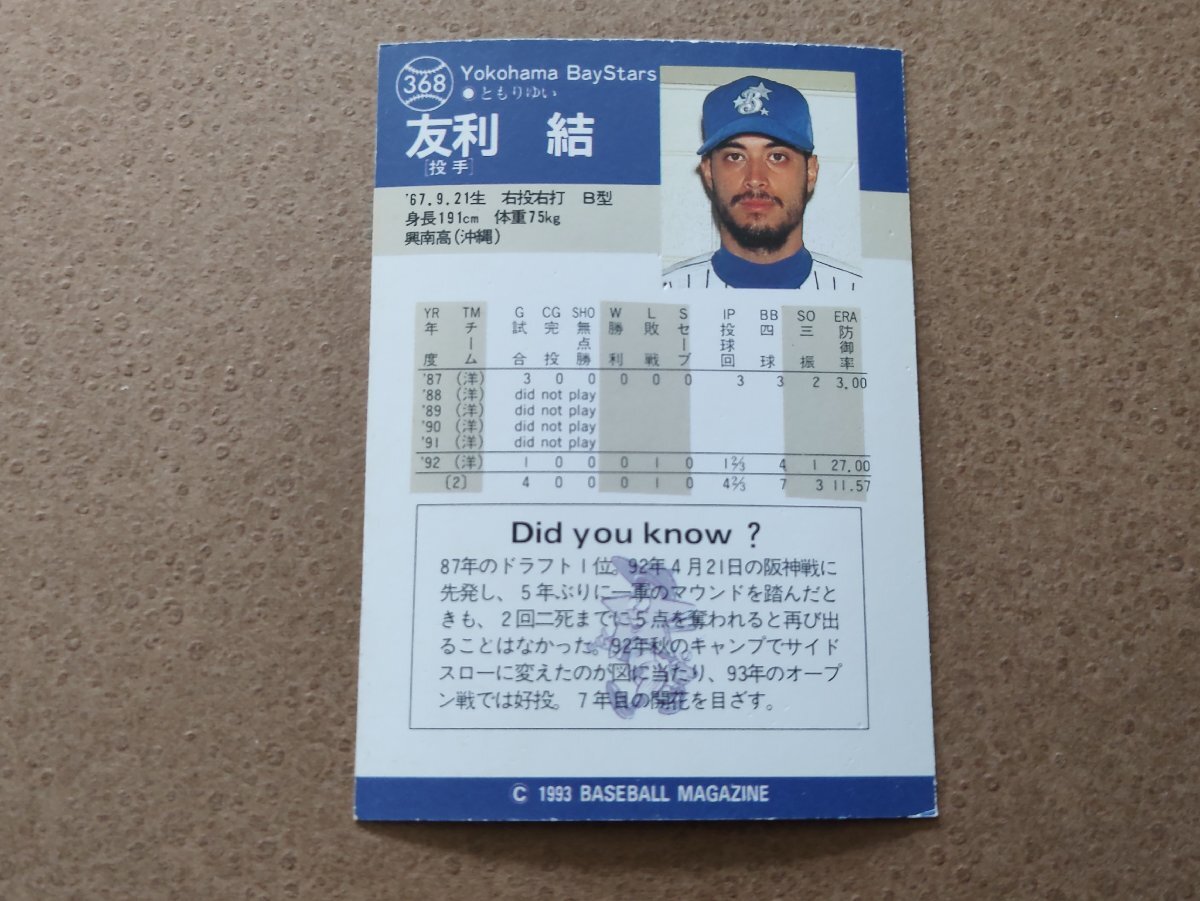 368
Yokohama BayStars
●ともりゆい
友利 結
[投手]
'67.9.21生 右投右打 B型
身長191cm 体重75kg
興南高(沖縄)
YR TM G CG SHO W L S IP BB SO ERA
年度 チーム 試合 完投 無点勝 勝利 敗戦 セーブ 投球回 四球 三振 防御率
'87 (洋) 3 0 0 0 0 0 3 3 2 3.00
'88 (洋) did not play
'89 (洋) did not play
'90 (洋) did not play
'91 (洋) did not play
'92 (洋) 1 0 0 0 1 0 1⅔ 4 1 27.00
[2] 4 0 0 0 1 0 4⅔ 7 3 11.57
Did you know ?
87年のドラフト1位。92年4月21日の阪神戦に
先発し、5年ぶりに一軍のマウンドを踏んだと
きも、2回二死までに5点を奪われると再び出
ることはなかった。92年秋のキャンプでサイド
スローに変えたのが図に当たり、93年のオープ
ン戦では好投。7年目の開花を目ざす。
© 1993 BASEBALL MAGAZINE